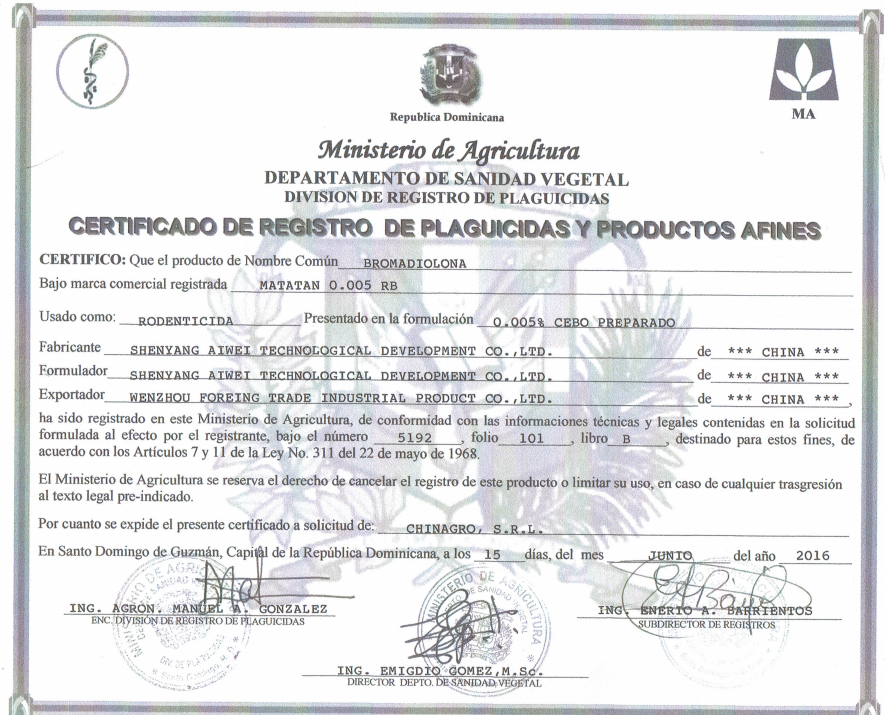 Republica Dominicana
MA
Ministerio de Agricultura
DEPARTAMENTO DE SANIDAD VEGETAL
DIVISION DE REGISTRO DE PLAGUICIDAS
CERTIFICADO DE REGISTRO DE PLAGUICIDAS Y PRODUCTOS AFINES
CERTIFICO: Que el producto de Nombre Común BROMADIOLONA
Bajo marca comercial registrada MATATAN 0.005 RB
Usado como: RODENTICIDA Presentado en la formulación 0.005% CEBO PREPARADO
Fabricante SHENYANG AIWEI TECHNOLOGICAL DEVELOPMENT CO.,LTD. de *** CHINA ***
Formulador SHENYANG AIWEI TECHNOLOGICAL DEVELOPMENT CO.,LTD. de *** CHINA ***
Exportador WENZHOU FOREING TRADE INDUSTRIAL PRODUCT CO.,LTD. de *** CHINA ***,
ha sido registrado en este Ministerio de Agricultura, de conformidad con las informaciones técnicas y legales contenidas en la solicitud
formulada al efecto por el registrante, bajo el número 5192, folio 101, libro B, destinado para estos fines, de
acuerdo con los Artículos 7 y 11 de la Ley No. 311 del 22 de mayo de 1968.
El Ministerio de Agricultura se reserva el derecho de cancelar el registro de este producto o limitar su uso, en caso de cualquier trasgresión
al texto legal pre-indicado.
Por cuanto se expide el presente certificado a solicitud de: CHINAGRO, S.R.L.
En Santo Domingo de Guzmán, Capital de la República Dominicana, a los 15 días, del mes JUNIO del año 2016
ING. AGRON. MANUEL A. GONZALEZ
ENC. DIVISIÓN DE REGISTRO DE PLAGUICIDAS
ING. ENERIO A. BARRIENTOS
SUBDIRECTOR DE REGISTROS
MINISTERIO DE AGRICULTURA
DE SANIDAD VEGETAL
ING. EMIGDIO GOMEZ,M.Sc.
DIRECTOR DEPTO. DE SANIDAD VEGETAL